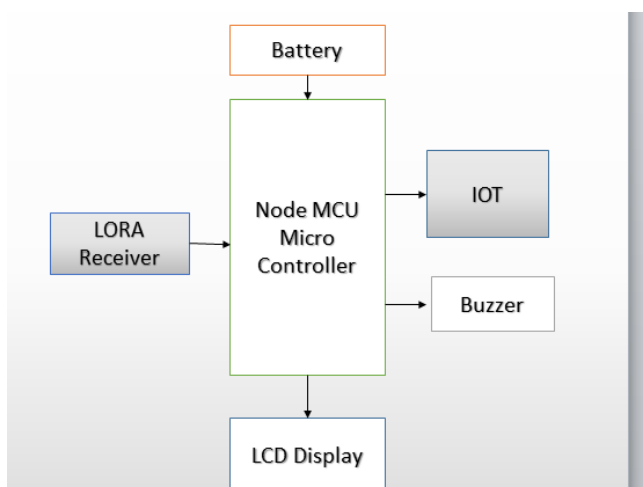 Battery
Node MCU
Micro
Controller
IOT
LORA
Receiver
Buzzer
LCD Display